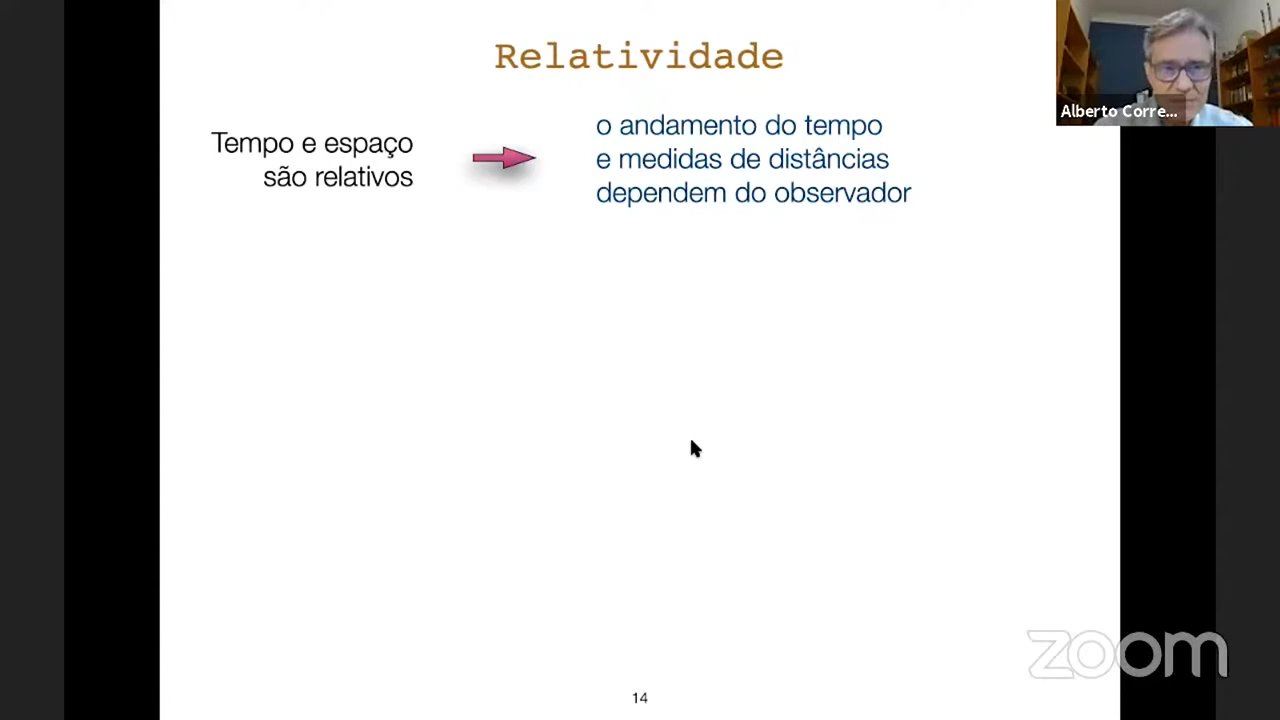 Relatividade
Alberto Corre...
Tempo e espaço
são relativos
o andamento do tempo
e medidas de distâncias
dependem do observador
zoom
14